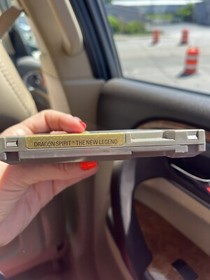 DRAGON SPIRIT: THE NEW LEGEND